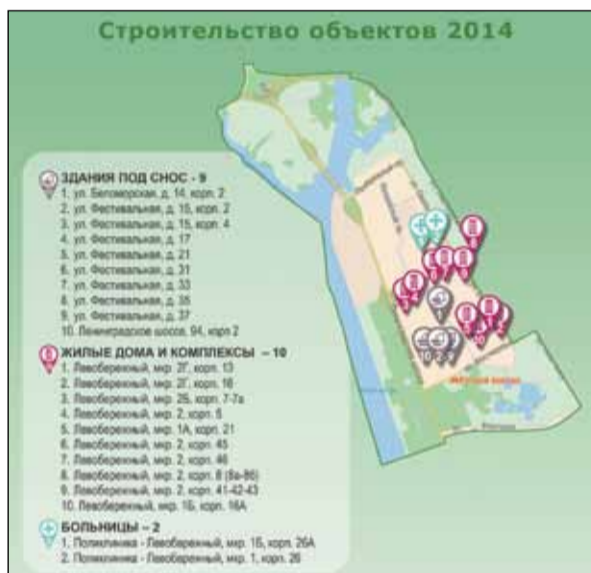 Строительство объектов 2014
ЗДАНИЯ ПОД СНОС - 9
1. ул. Беломорская, д. 14, корп. 2
2. ул. Фестивальная, д. 15, корп. 2
3. ул. Фестивальная, д. 15, корп. 4
4. ул. Фестивальная, д. 17
5. ул. Фестивальная, д. 21
6. ул. Фестивальная, д. 31
7. ул. Фестивальная, д. 33
8. ул. Фестивальная, д. 35
9. ул. Фестивальная, д. 37
10. Ленинградское шоссе, 94, корп 2
ЖИЛЫЕ ДОМА И КОМПЛЕКСЫ – 10
1. Левобережный, мкр. 2Г, корп. 13
2. Левобережный, мкр. 2Г, корп. 16
3. Левобережный, мкр. 2Б, корп. 7-7а
4. Левобережный, мкр. 2, корп. 5
5. Левобережный, мкр. 1А, корп. 21
6. Левобережный, мкр. 2, корп. 45
7. Левобережный, мкр. 2, корп. 46
8. Левобережный, мкр. 2, корп. 8 (8а-8б)
9. Левобережный, мкр. 2, корп. 41-42-43
10. Левобережный, мкр. 1Б, корп. 16А
БОЛЬНИЦЫ – 2
1. Поликлиника - Левобережный, мкр. 1Б, корп. 26А
2. Поликлиника - Левобережный, мкр. 1, корп. 26